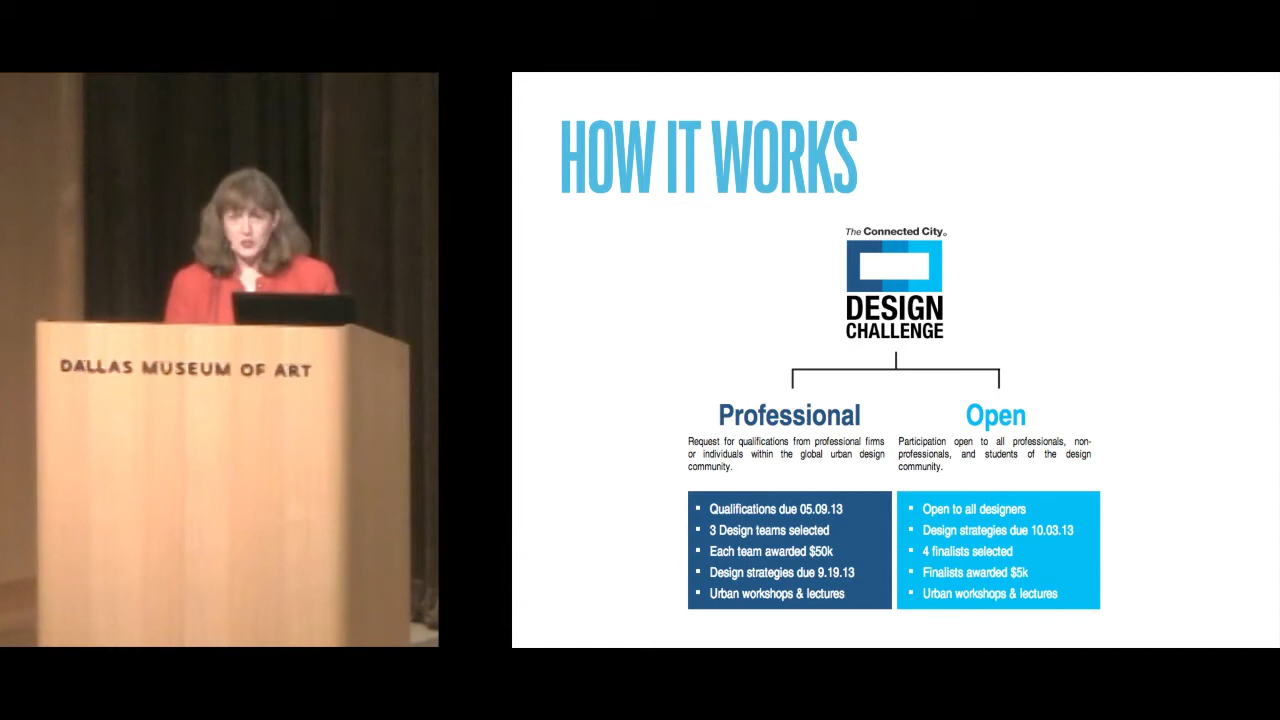 DALLAS MUSEUM OF ART
HOW IT WORKS
The Connected City®
DESIGN
CHALLENGE
Professional
Request for qualifications from professional firms
or individuals within the global urban design
community.
▪ Qualifications due 05.09.13
▪ 3 Design teams selected
▪ Each team awarded $50k
▪ Design strategies due 9.19.13
▪ Urban workshops & lectures
Open
Participation open to all professionals, non-
professionals, and students of the design
community.
▪ Open to all designers
▪ Design strategies due 10.03.13
▪ 4 finalists selected
▪ Finalists awarded $5k
▪ Urban workshops & lectures